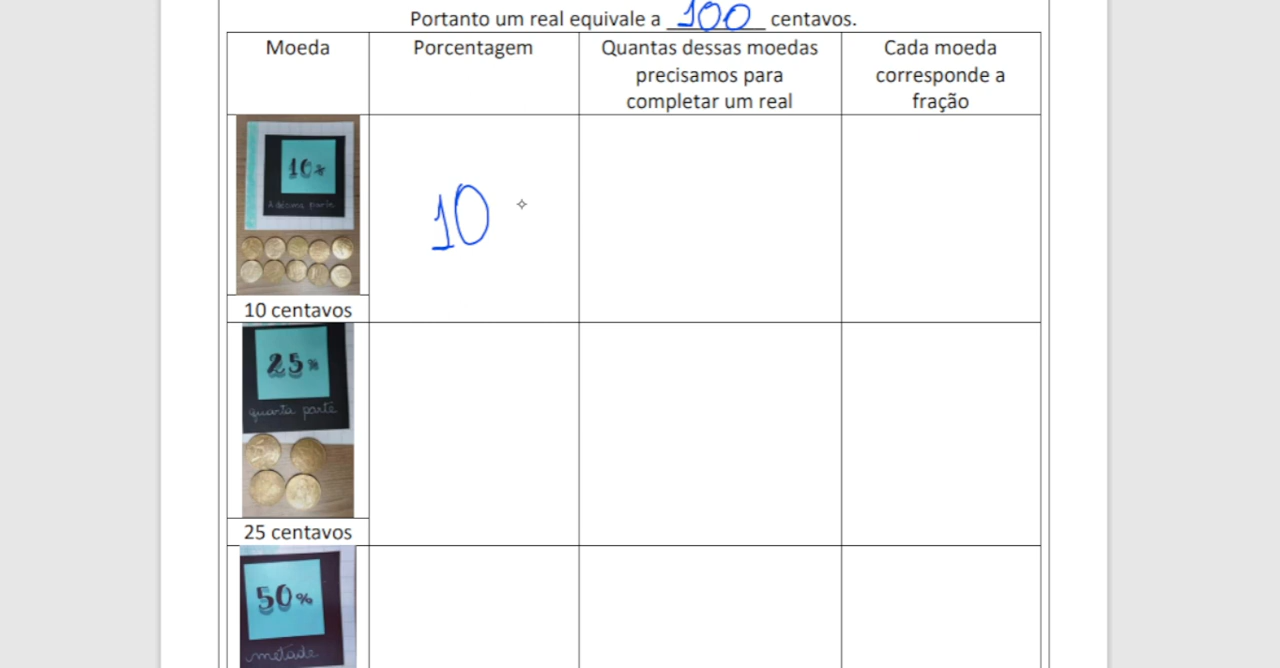 Portanto um real equivale a 100 centavos.
Moeda
Porcentagem
Quantas dessas moedas
precisamos para
completar um real
Cada moeda
corresponde a
fração
10%
A décima parte
10
10 centavos
25%
quarta parte
25 centavos
50%
metade